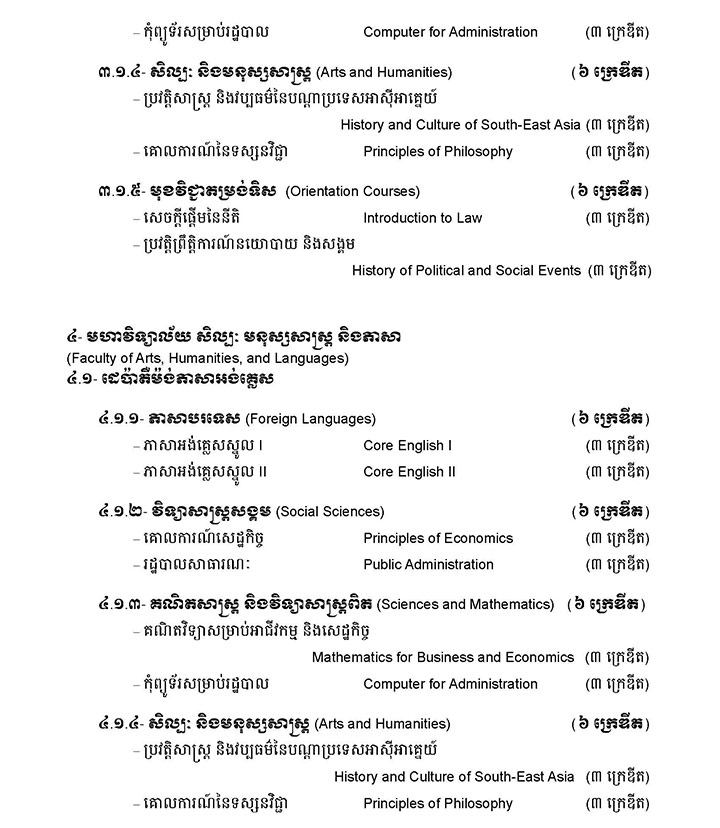 – កុំព្យូទ័រសម្រាប់រដ្ឋបាល Computer for Administration (៣ ក្រេឌីត)
៣.១.៤- សិល្បៈ និងមនុស្សសាស្ត្រ (Arts and Humanities) (៦ ក្រេឌីត)
– ប្រវត្តិសាស្ត្រ និងវប្បធម៌នៃបណ្តាប្រទេសអាស៊ីអាគ្នេយ៍
History and Culture of South-East Asia (៣ ក្រេឌីត)
– គោលការណ៍នៃទស្សនវិជ្ជា Principles of Philosophy (៣ ក្រេឌីត)
៣.១.៥- មុខវិជ្ជាតម្រង់ទិស (Orientation Courses) (៦ ក្រេឌីត)
– សេចក្តីផ្តើមនៃនីតិ Introduction to Law (៣ ក្រេឌីត)
– ប្រវត្តិព្រឹត្តិការណ៍នយោបាយ និងសង្គម
History of Political and Social Events (៣ ក្រេឌីត)
៤- មហាវិទ្យាល័យ សិល្បៈ មនុស្សសាស្ត្រ និងភាសា
(Faculty of Arts, Humanities, and Languages)
៤.១- ដេប៉ាតឺម៉ង់ភាសាអង់គ្លេស
៤.១.១- ភាសាបរទេស (Foreign Languages) (៦ ក្រេឌីត)
– ភាសាអង់គ្លេសស្នូល I Core English I (៣ ក្រេឌីត)
– ភាសាអង់គ្លេសស្នូល II Core English II (៣ ក្រេឌីត)
៤.១.២- វិទ្យាសាស្ត្រសង្គម (Social Sciences) (៦ ក្រេឌីត)
– គោលការណ៍សេដ្ឋកិច្ច Principles of Economics (៣ ក្រេឌីត)
– រដ្ឋបាលសាធារណៈ Public Administration (៣ ក្រេឌីត)
៤.១.៣- គណិតសាស្ត្រ និងវិទ្យាសាស្ត្រពិត (Sciences and Mathematics) (៦ ក្រេឌីត)
– គណិតវិទ្យាសម្រាប់អាជីវកម្ម និងសេដ្ឋកិច្ច
Mathematics for Business and Economics (៣ ក្រេឌីត)
– កុំព្យូទ័រសម្រាប់រដ្ឋបាល Computer for Administration (៣ ក្រេឌីត)
៤.១.៤- សិល្បៈ និងមនុស្សសាស្ត្រ (Arts and Humanities) (៦ ក្រេឌីត)
– ប្រវត្តិសាស្ត្រ និងវប្បធម៌នៃបណ្តាប្រទេសអាស៊ីអាគ្នេយ៍
History and Culture of South-East Asia (៣ ក្រេឌីត)
– គោលការណ៍នៃទស្សនវិជ្ជា Principles of Philosophy (៣ ក្រេឌីត)